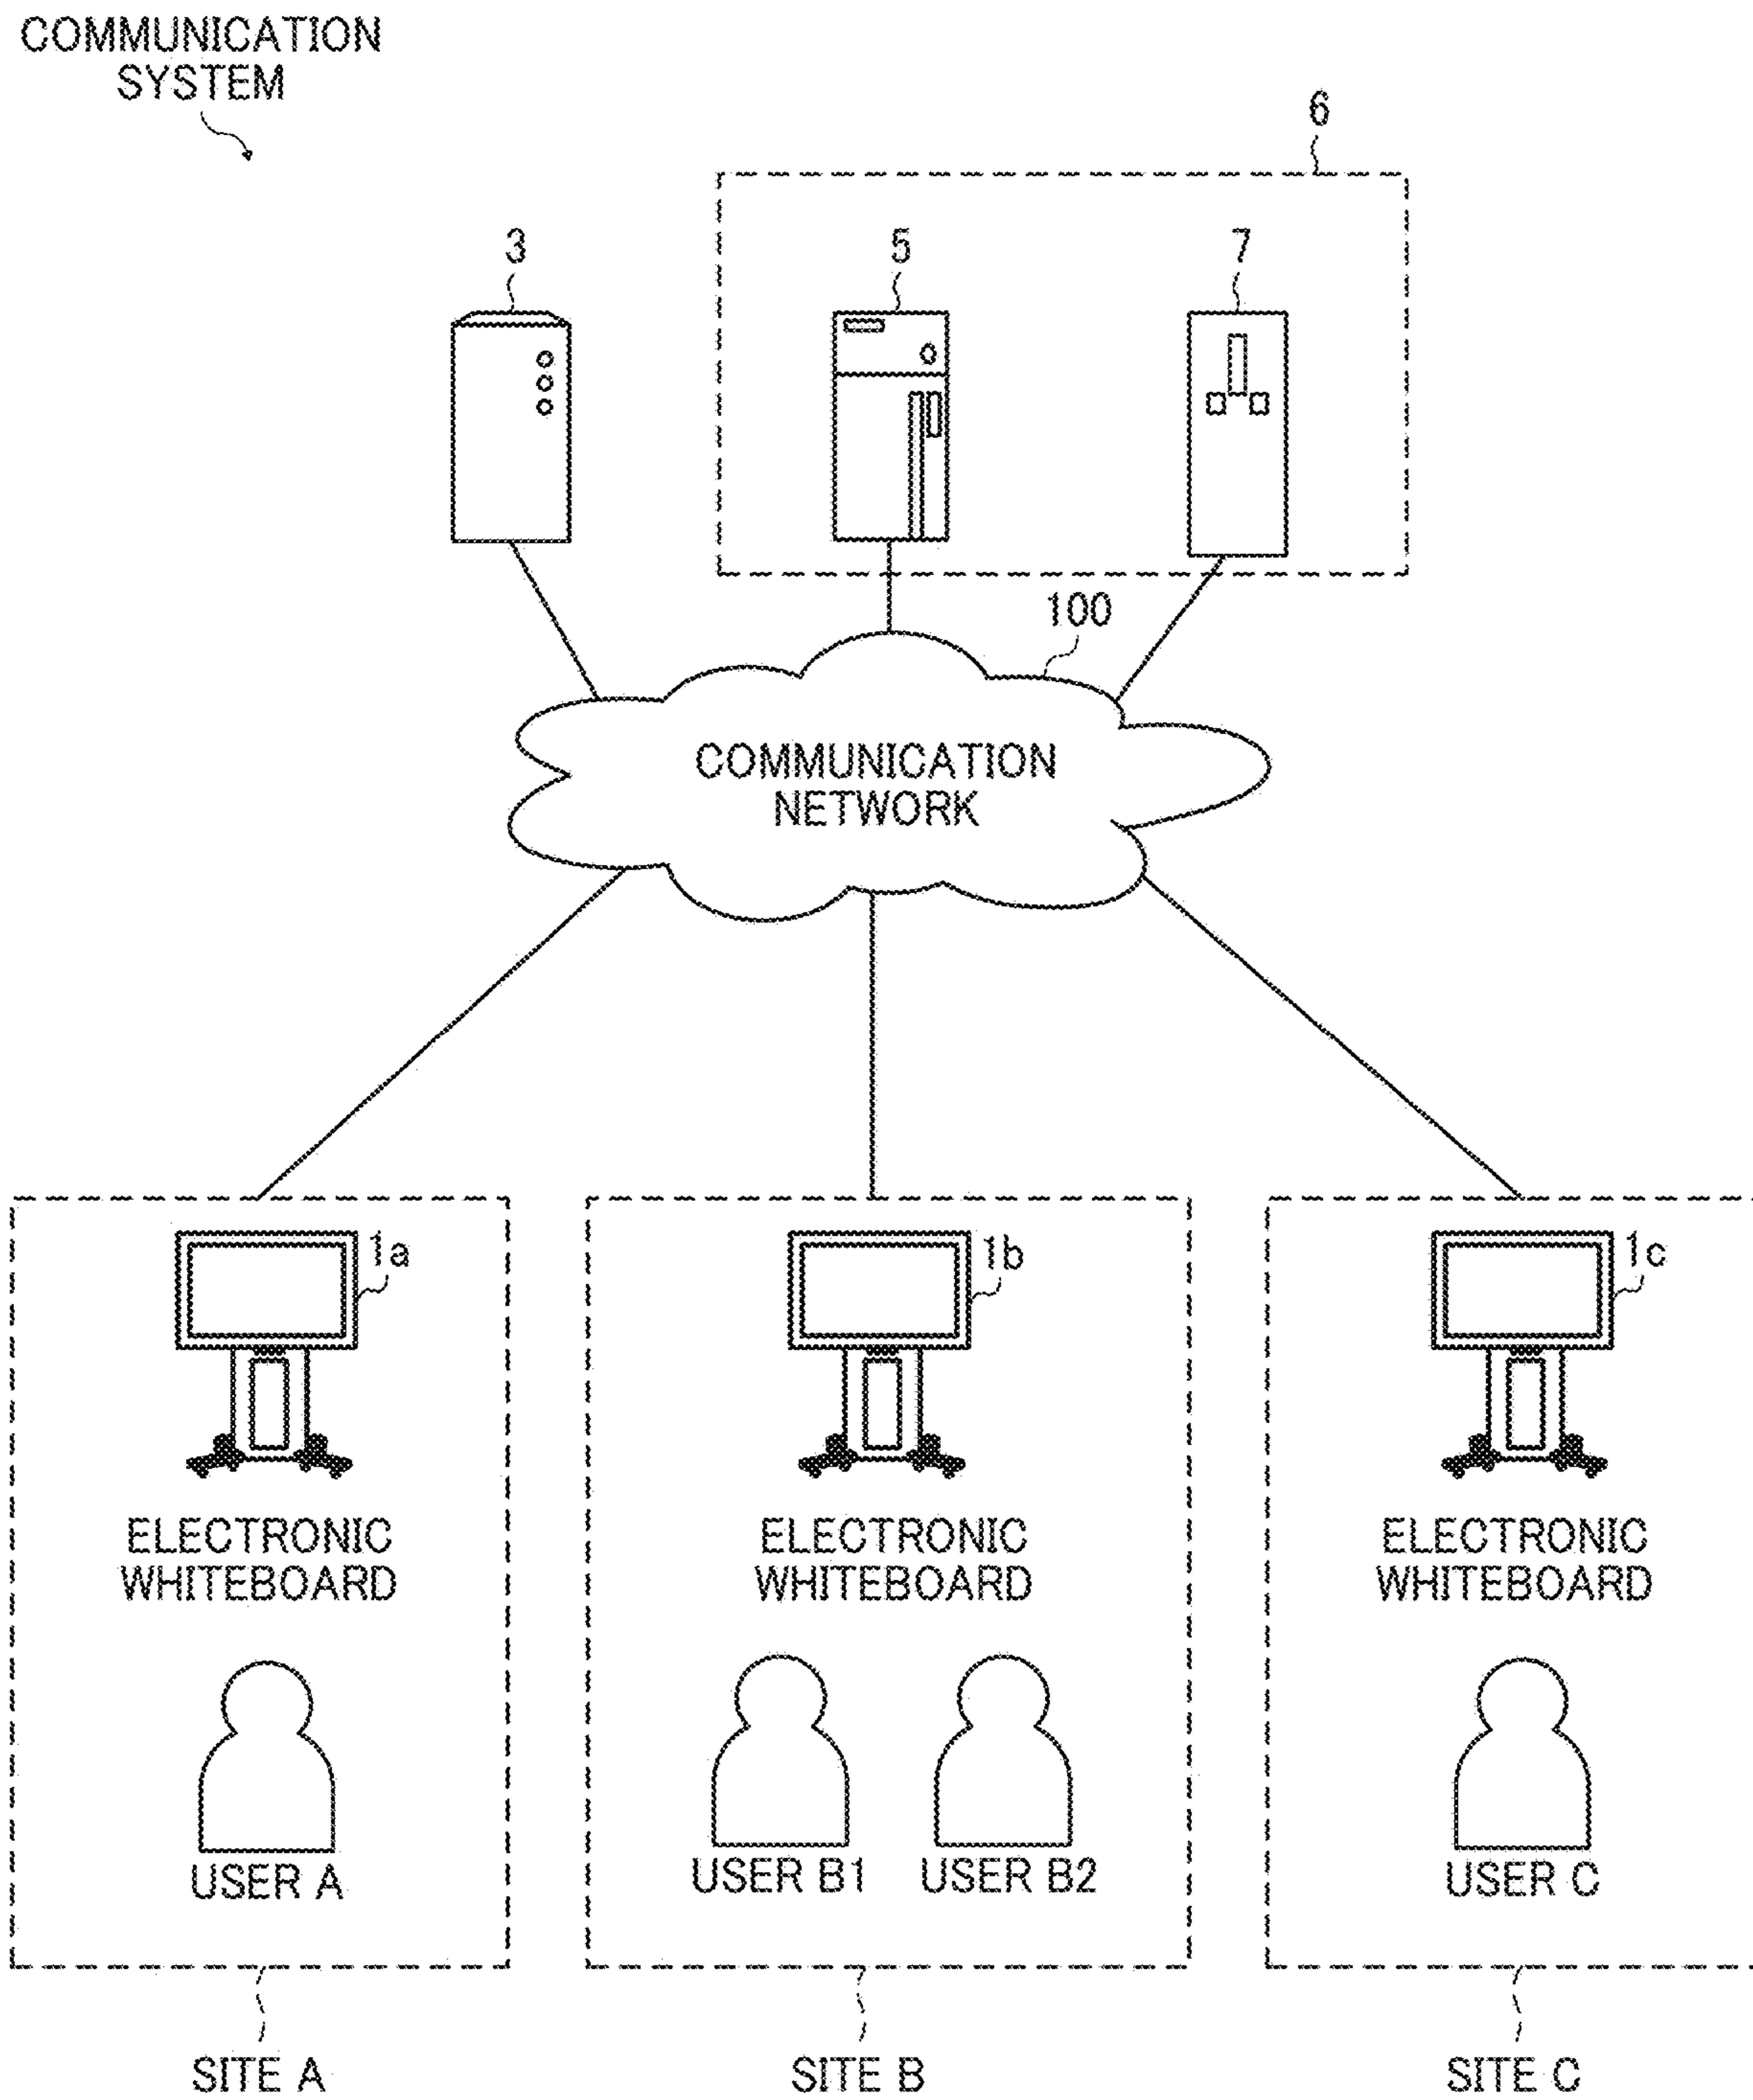 COMMUNICATION
SYSTEM
6
3
5
7
100
COMMUNICATION
NETWORK
1a
1b
1c
ELECTRONIC
WHITEBOARD
ELECTRONIC
WHITEBOARD
ELECTRONIC
WHITEBOARD
USER A
USER B1
USER B2
USER C
SITE A
SITE B
SITE C